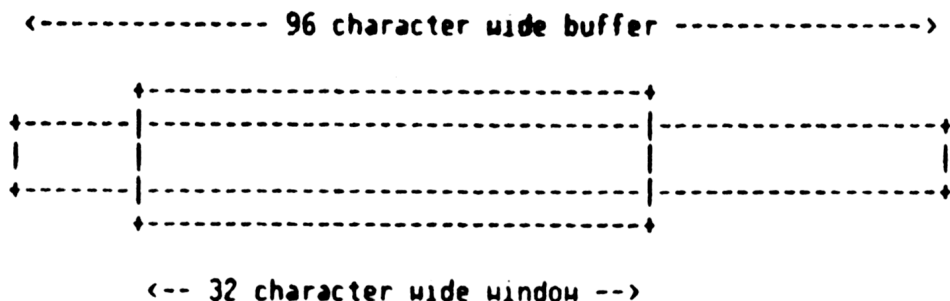 <------------- 96 character wide buffer --------------->
<-- 32 character wide window -->